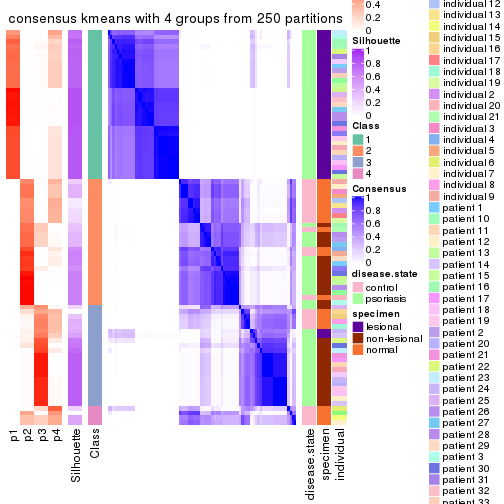 consensus kmeans with 4 groups from 250 partitions
p1
p2
p3
p4
Silhouette
Class
disease.state
specimen
individual
0.4
0.2
0
Silhouette
1
0.8
0.6
0.4
0.2
0
Class
1
2
3
4
Consensus
1
0.8
0.6
0.4
0.2
0
disease.state
control
psoriasis
specimen
lesional
non-lesional
normal
individual 12
individual 13
individual 14
individual 15
individual 16
individual 17
individual 18
individual 19
individual 2
individual 20
individual 21
individual 3
individual 4
individual 5
individual 6
individual 7
individual 8
individual 9
patient 1
patient 10
patient 11
patient 12
patient 13
patient 14
patient 15
patient 16
patient 17
patient 18
patient 19
patient 2
patient 20
patient 21
patient 22
patient 23
patient 24
patient 25
patient 26
patient 27
patient 28
patient 29
patient 3
patient 30
patient 31
patient 32
patient 33